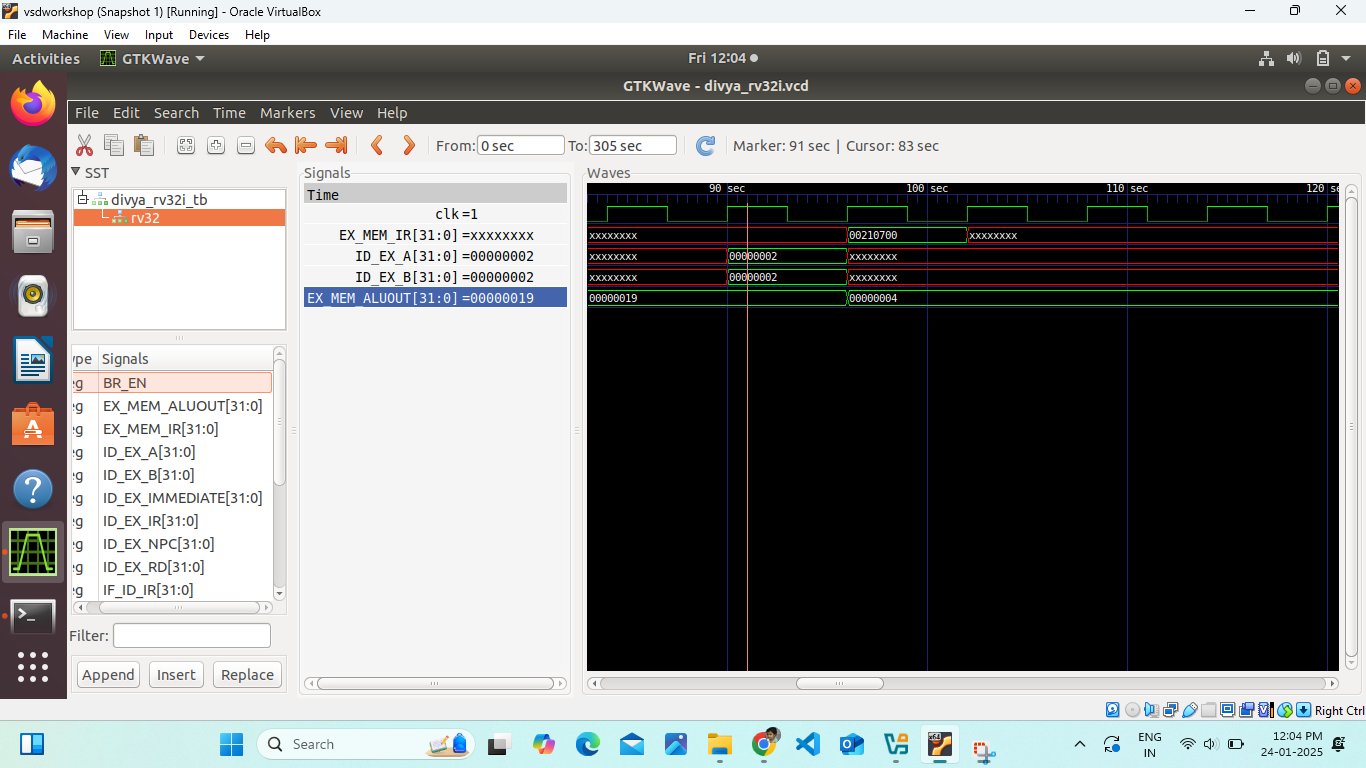 vsdworkshop (Snapshot 1) [Running] - Oracle VirtualBox
File Machine View Input Devices Help
Activities GTKWave Fri 12:04
GTKWave - divya_rv32i.vcd
File Edit Search Time Markers View Help
From: 0 sec To: 305 sec Marker: 91 sec | Cursor: 83 sec
SST
divya_rv32i_tb
rv32
ype Signals
eg BR_EN
eg EX_MEM_ALUOUT[31:0]
eg EX_MEM_IR[31:0]
eg ID_EX_A[31:0]
eg ID_EX_B[31:0]
eg ID_EX_IMMEDIATE[31:0]
eg ID_EX_IR[31:0]
eg ID_EX_NPC[31:0]
eg ID_EX_RD[31:0]
eg IF_ID_IR[31:0]
Filter:
Append Insert Replace
Signals
Time
clk =1
EX_MEM_IR[31:0] =xxxxxxxx
ID_EX_A[31:0] =00000002
ID_EX_B[31:0] =00000002
EX_MEM_ALUOUT[31:0] =00000019
Waves
90 sec 100 sec 110 sec 120 se
xxxxxxxx 00210700 xxxxxxxx
xxxxxxxx 00000002 xxxxxxxx
xxxxxxxx 00000002 xxxxxxxx
00000019 00000004
Right Ctrl
Search
x64
ENG
IN
12:04 PM
24-01-2025